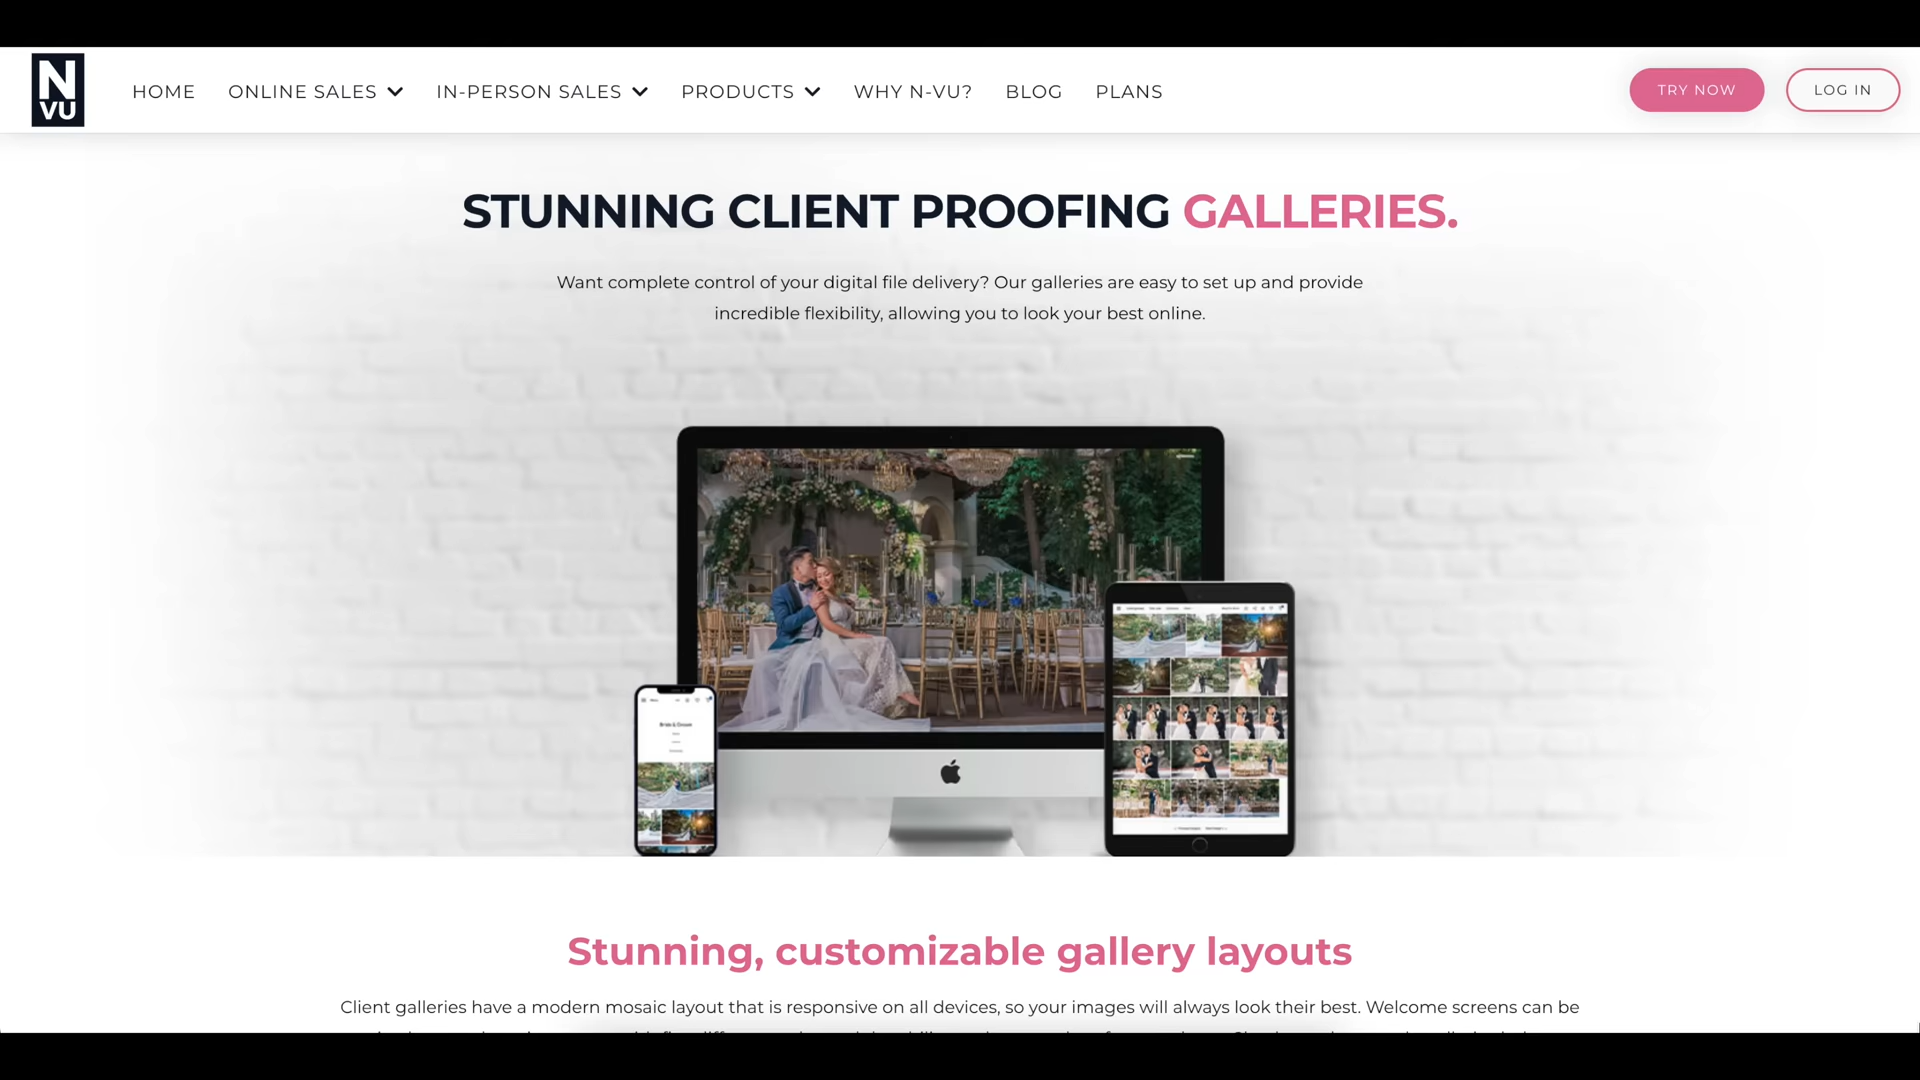 N
VU
HOME
ONLINE SALES
IN-PERSON SALES
PRODUCTS
WHY N-VU?
BLOG
PLANS
TRY NOW
LOG IN
STUNNING CLIENT PROOFING GALLERIES.
Want complete control of your digital file delivery? Our galleries are easy to set up and provide
incredible flexibility, allowing you to look your best online.
Bride & Groom
Stunning, customizable gallery layouts
Client galleries have a modern mosaic layout that is responsive on all devices, so your images will always look their best. Welcome screens can be